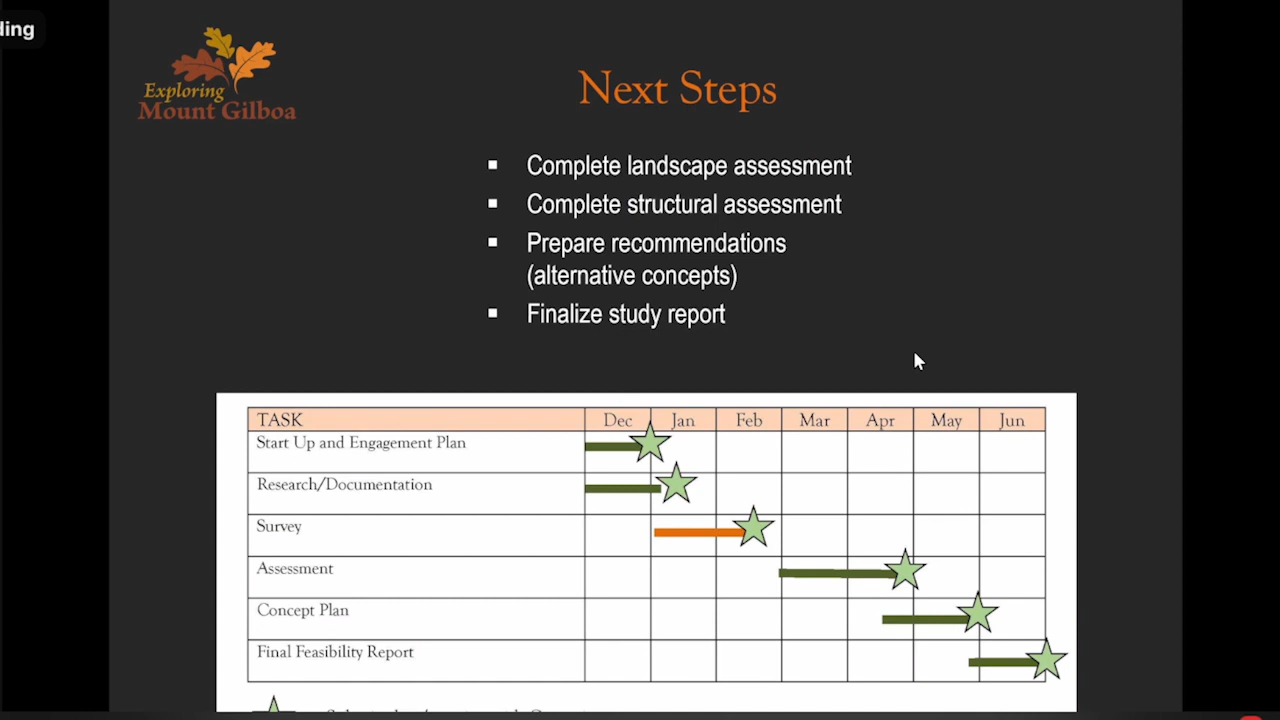 ding
Exploring
Mount Gilboa
Next Steps
▪ Complete landscape assessment
▪ Complete structural assessment
▪ Prepare recommendations
(alternative concepts)
▪ Finalize study report
TASK Dec Jan Feb Mar Apr May Jun
Start Up and Engagement Plan
Research/Documentation
Survey
Assessment
Concept Plan
Final Feasibility Report